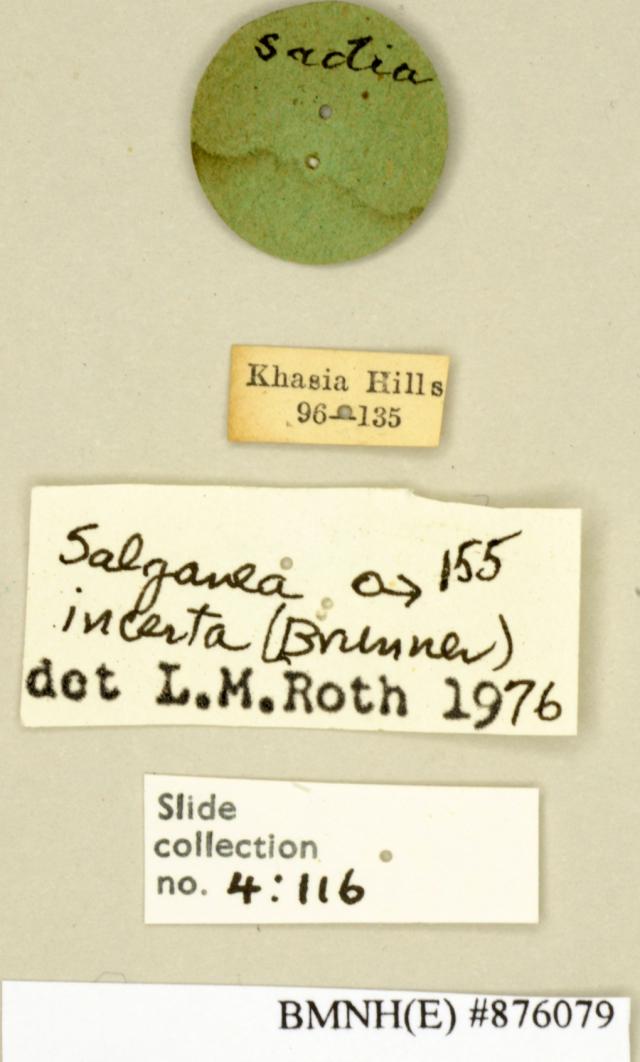 sadia
Khasia Hills
96-135
Salganea ♂ 155
incerta (Brunner)
det L.M.Roth 1976
Slide
collection
no. 4:116
BMNH(E) #876079